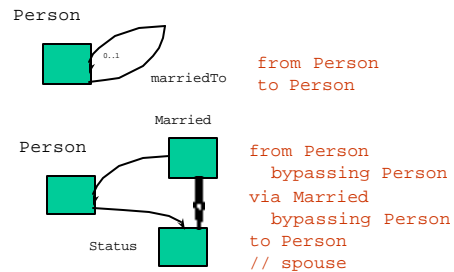 Person
0..1
marriedTo
from Person
to Person
Married
Person
Status
from Person
bypassing Person
via Married
bypassing Person
to Person
// spouse